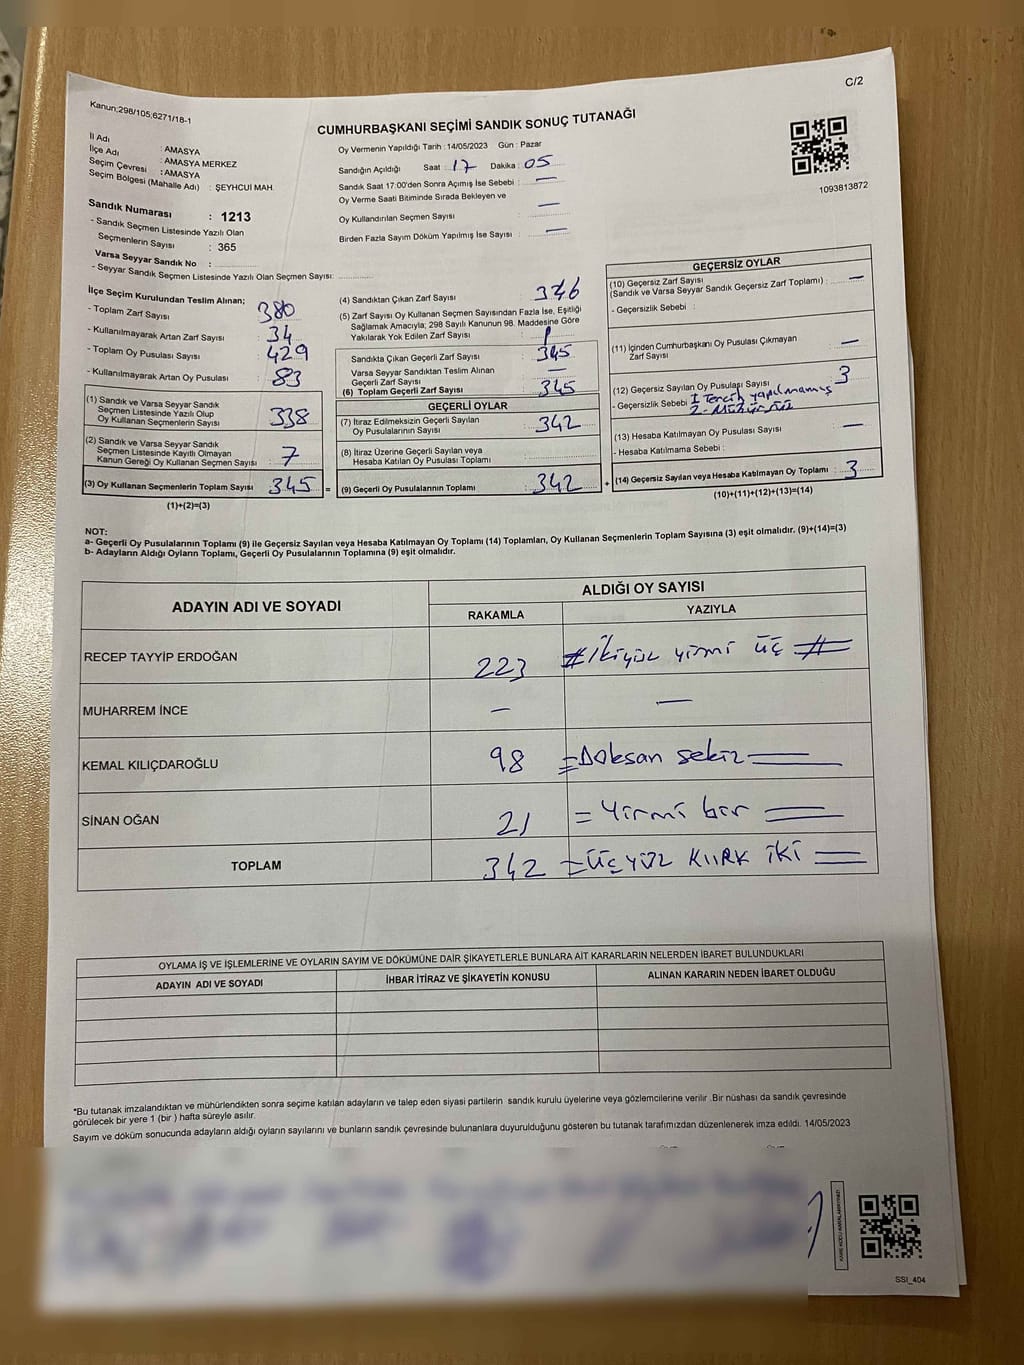 C/2
Kanun;298/105;6271/18-1
CUMHURBAŞKANI SEÇİMİ SANDIK SONUÇ TUTANAĞI
İl Adı : AMASYA
İlçe Adı : AMASYA MERKEZ
Seçim Çevresi : AMASYA
Seçim Bölgesi (Mahalle Adı) : ŞEYHCUİ MAH.
Sandık Numarası : 1213
- Sandık Seçmen Listesinde Yazılı Olan
Seçmenlerin Sayısı : 365
Varsa Seyyar Sandık No :
- Seyyar Sandık Seçmen Listesinde Yazılı Olan Seçmen Sayısı:
Oy Vermenin Yapıldığı Tarih : 14/05/2023 Gün : Pazar
Sandığın Açıldığı Saat : 17 Dakika : 05
Sandık Saat 17:00'den Sonra Açımış İse Sebebi : —
Oy Verme Saati Bitiminde Sırada Bekleyen ve
Oy Kullandırılan Seçmen Sayısı : —
Birden Fazla Sayım Döküm Yapılmış İse Sayısı : —
1093813872
İlçe Seçim Kurulundan Teslim Alınan;
- Toplam Zarf Sayısı : 380
- Kullanılmayarak Artan Zarf Sayısı : 34
- Toplam Oy Pusulası Sayısı : 429
- Kullanılmayarak Artan Oy Pusulası : 83
(1) Sandık ve Varsa Seyyar Sandık
Seçmen Listesinde Yazılı Olup
Oy Kullanan Seçmenlerin Sayısı : 338
(2) Sandık ve Varsa Seyyar Sandık
Seçmen Listesinde Kayıtlı Olmayan
Kanun Gereği Oy Kullanan Seçmen Sayısı : 7
(3) Oy Kullanan Seçmenlerin Toplam Sayısı : 345 =
(1)+(2)=(3)
(4) Sandıktan Çıkan Zarf Sayısı : 346
(5) Zarf Sayısı Oy Kullanan Seçmen Sayısından Fazla İse, Eşitliği
Sağlamak Amacıyla; 298 Sayılı Kanunun 98. Maddesine Göre
Yakılarak Yok Edilen Zarf Sayısı : 1
Sandıkta Çıkan Geçerli Zarf Sayısı : 345
Varsa Seyyar Sandıktan Teslim Alınan
Geçerli Zarf Sayısı : —
(6) Toplam Geçerli Zarf Sayısı : 345
GEÇERLİ OYLAR
(7) İtiraz Edilmeksizin Geçerli Sayılan
Oy Pusulalarının Sayısı : 342
(8) İtiraz Üzerine Geçerli Sayılan veya
Hesaba Katılan Oy Pusulası Toplamı :
(9) Geçerli Oy Pusulalarının Toplamı : 342 +
GEÇERSİZ OYLAR
(10) Geçersiz Zarf Sayısı
(Sandık ve Varsa Seyyar Sandık Geçersiz Zarf Toplamı) : —
- Geçersizlik Sebebi :
(11) İçinden Cumhurbaşkanı Oy Pusulası Çıkmayan
Zarf Sayısı : —
(12) Geçersiz Sayılan Oy Pusulası Sayısı : 3
- Geçersizlik Sebebi : 1 Tercih yapılmamış
2-
(13) Hesaba Katılmayan Oy Pusulası Sayısı : —
- Hesaba Katılmama Sebebi :
(14) Geçersiz Sayılan veya Hesaba Katılmayan Oy Toplamı : 3
(10)+(11)+(12)+(13)=(14)
NOT:
a- Geçerli Oy Pusulalarının Toplamı (9) ile Geçersiz Sayılan veya Hesaba Katılmayan Oy Toplamı (14) Toplamları, Oy Kullanan Seçmenlerin Toplam Sayısına (3) eşit olmalıdır. (9)+(14)=(3)
b- Adayların Aldığı Oyların Toplamı, Geçerli Oy Pusulalarının Toplamına (9) eşit olmalıdır.
ADAYIN ADI VE SOYADI ALDIĞI OY SAYISI
RAKAMLA YAZIYLA
RECEP TAYYİP ERDOĞAN 223 # İkiyüz yirmi üç #
MUHARREM İNCE — —
KEMAL KILIÇDAROĞLU 98 = Doksan sekiz =
SİNAN OĞAN 21 = Yirmi bir =
TOPLAM 342 = üçyüz KIIRK iki =
OYLAMA İŞ VE İŞLEMLERİNE VE OYLARIN SAYIM VE DÖKÜMÜNE DAİR ŞİKAYETLERLE BUNLARA AİT KARARLARIN NELERDEN İBARET BULUNDUKLARI
ADAYIN ADI VE SOYADI İHBAR İTİRAZ VE ŞİKAYETİN KONUSU ALINAN KARARIN NEDEN İBARET OLDUĞU
*Bu tutanak imzalandıktan ve mühürlendikten sonra seçime katılan adayların ve talep eden siyasi partilerin sandık kurulu üyelerine veya gözlemcilerine verilir .Bir nüshası da sandık çevresinde
görülecek bir yere 1 (bir ) hafta süreyle asılır.
Sayım ve döküm sonucunda adayların aldığı oyların sayılarını ve bunların sandık çevresinde bulunanlara duyurulduğunu gösteren bu tutanak tarafımızdan düzenlenerek imza edildi. 14/05/2023
SSI_404